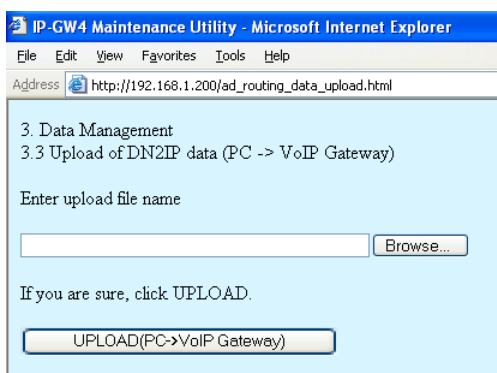 IP-GW4 Maintenance Utility - Microsoft Internet Explorer
File Edit View Favorites Tools Help
Address http://192.168.1.200/ad_routing_data_upload.html
3. Data Management
3.3 Upload of DN2IP data (PC -> VoIP Gateway)
Enter upload file name
Browse...
If you are sure, click UPLOAD.
UPLOAD(PC->VoIP Gateway)